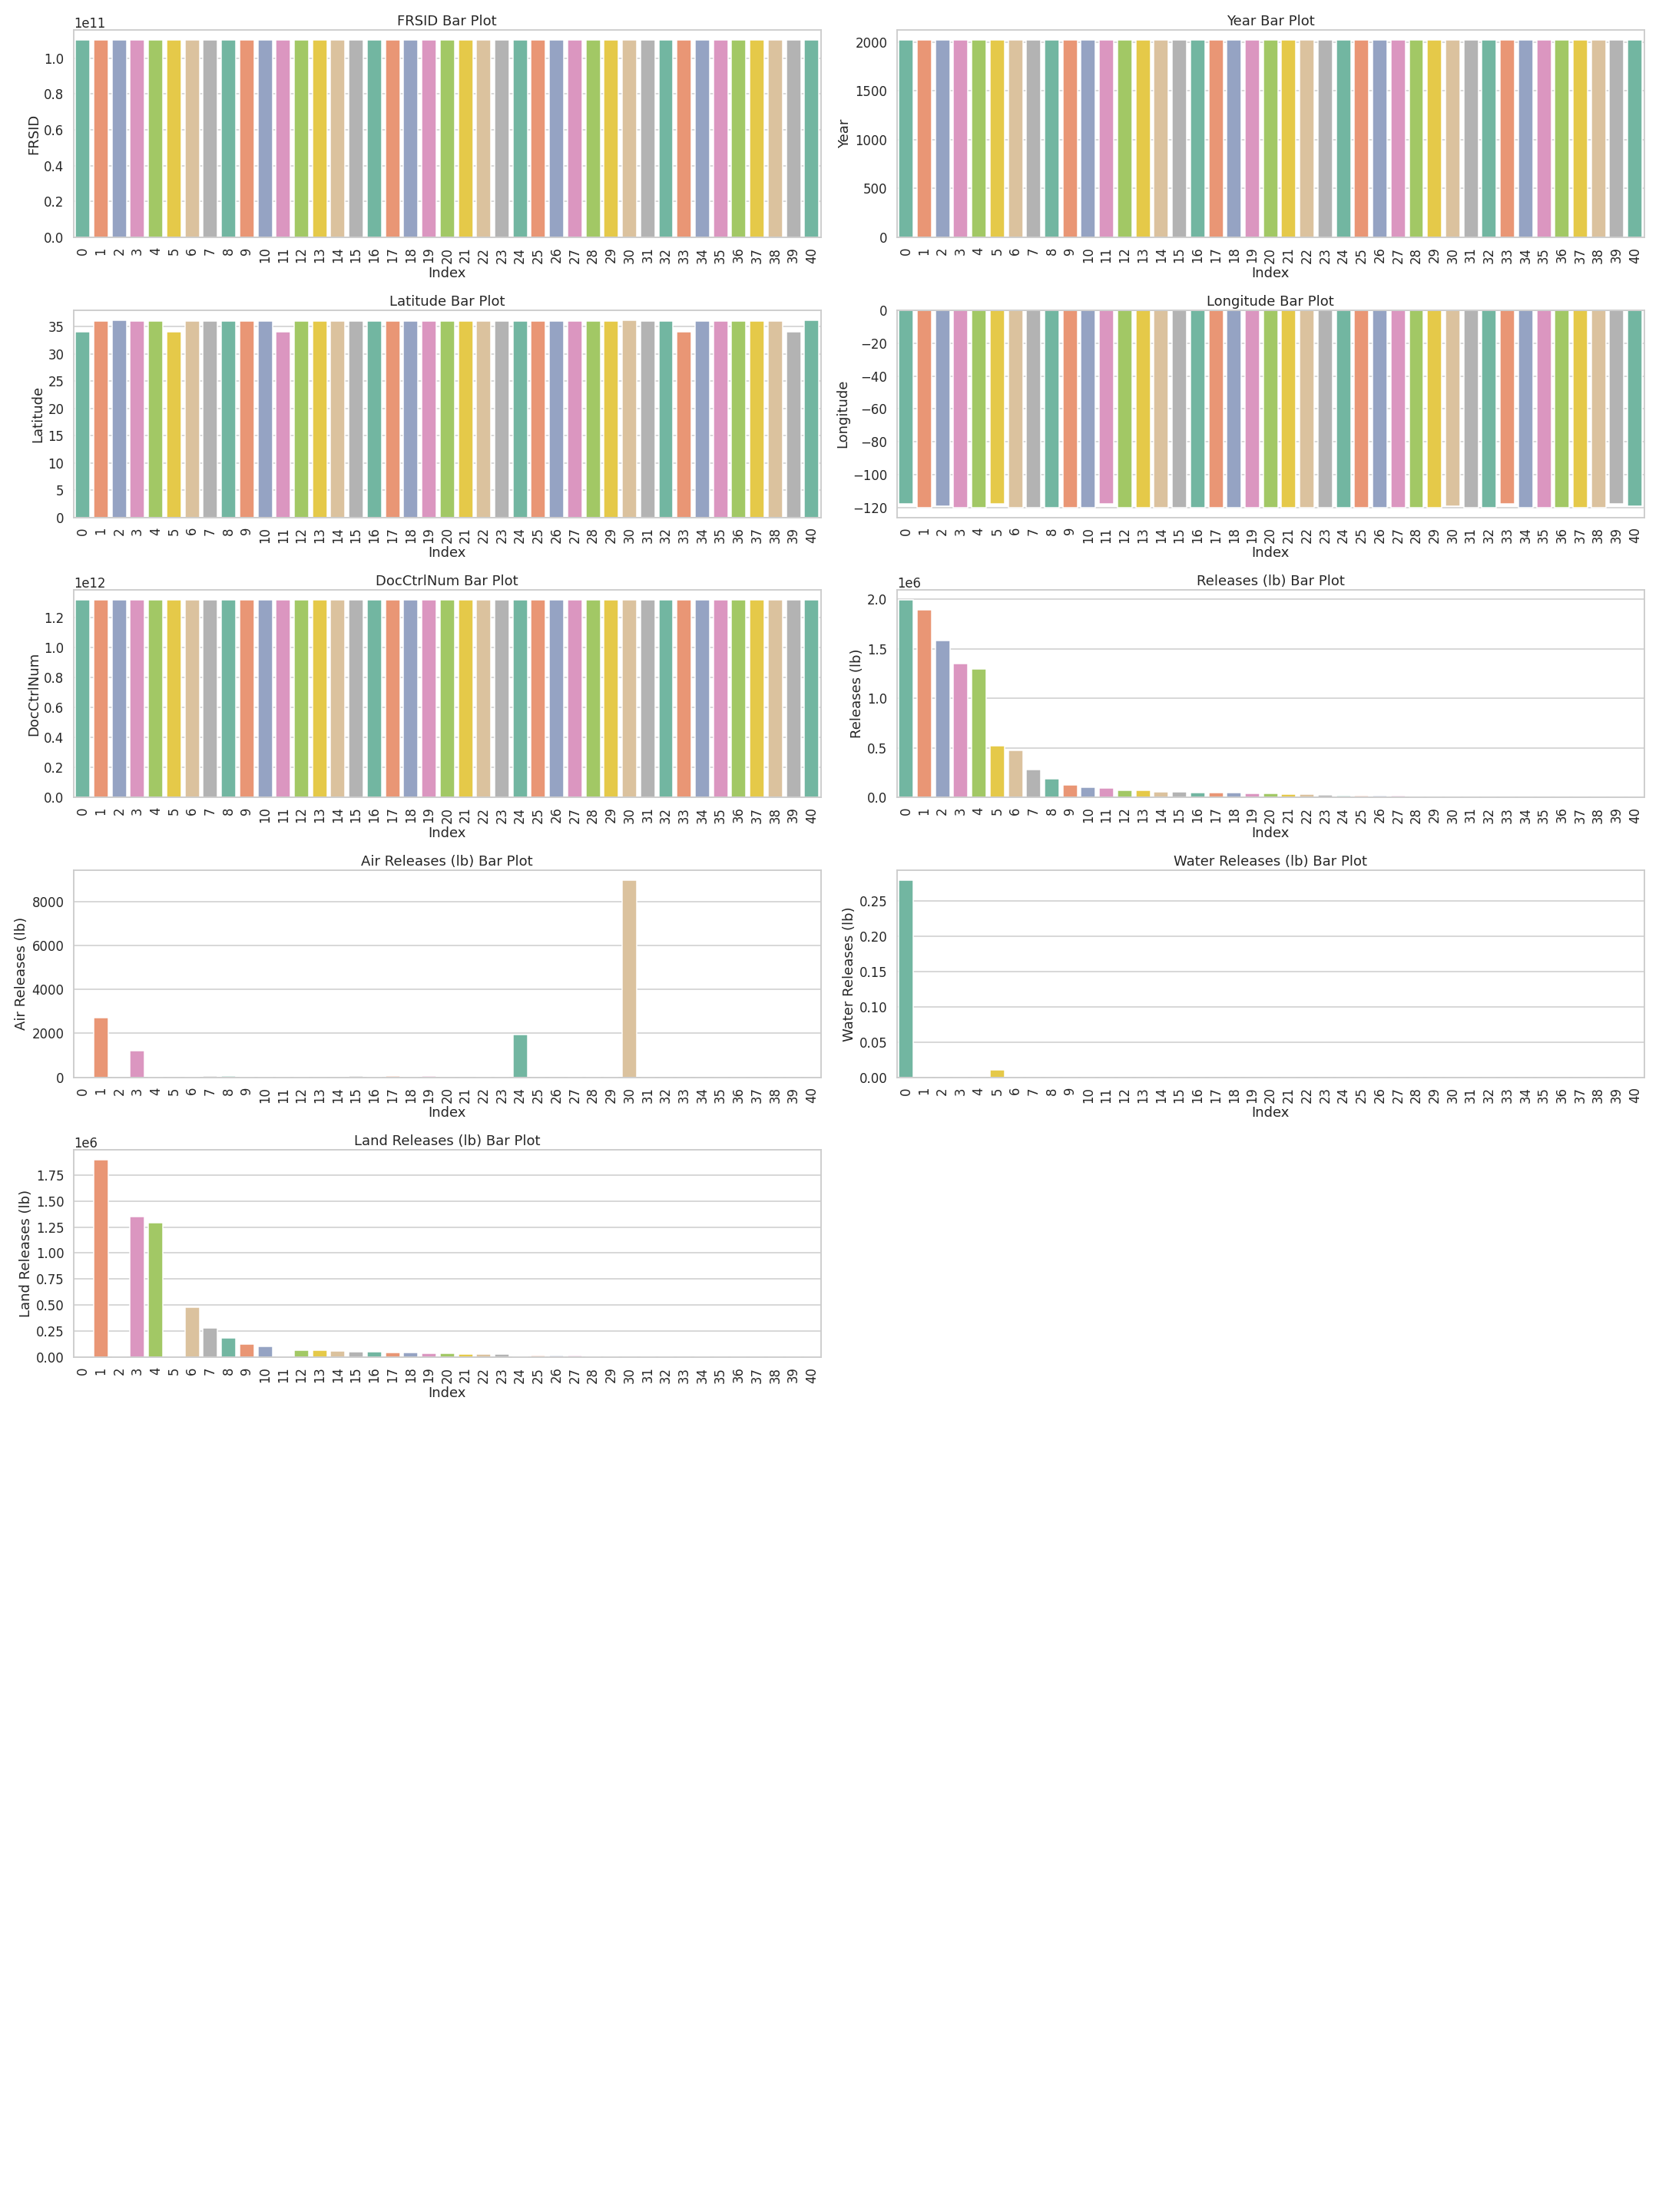 FRSID Bar Plot
1e11
FRSID
1.0
0.8
0.6
0.4
0.2
0.0
0 1 2 3 4 5 6 7 8 9 10 11 12 13 14 15 16 17 18 19 20 21 22 23 24 25 26 27 28 29 30 31 32 33 34 35 36 37 38 39 40
Index
Year Bar Plot
Year
2000
1500
1000
500
0
0 1 2 3 4 5 6 7 8 9 10 11 12 13 14 15 16 17 18 19 20 21 22 23 24 25 26 27 28 29 30 31 32 33 34 35 36 37 38 39 40
Index
Latitude Bar Plot
Latitude
35
30
25
20
15
10
5
0
0 1 2 3 4 5 6 7 8 9 10 11 12 13 14 15 16 17 18 19 20 21 22 23 24 25 26 27 28 29 30 31 32 33 34 35 36 37 38 39 40
Index
Longitude Bar Plot
Longitude
0
−20
−40
−60
−80
−100
−120
0 1 2 3 4 5 6 7 8 9 10 11 12 13 14 15 16 17 18 19 20 21 22 23 24 25 26 27 28 29 30 31 32 33 34 35 36 37 38 39 40
Index
DocCtrlNum Bar Plot
1e12
DocCtrlNum
1.2
1.0
0.8
0.6
0.4
0.2
0.0
0 1 2 3 4 5 6 7 8 9 10 11 12 13 14 15 16 17 18 19 20 21 22 23 24 25 26 27 28 29 30 31 32 33 34 35 36 37 38 39 40
Index
Releases (lb) Bar Plot
1e6
Releases (lb)
2.0
1.5
1.0
0.5
0.0
0 1 2 3 4 5 6 7 8 9 10 11 12 13 14 15 16 17 18 19 20 21 22 23 24 25 26 27 28 29 30 31 32 33 34 35 36 37 38 39 40
Index
Air Releases (lb) Bar Plot
Air Releases (lb)
8000
6000
4000
2000
0
0 1 2 3 4 5 6 7 8 9 10 11 12 13 14 15 16 17 18 19 20 21 22 23 24 25 26 27 28 29 30 31 32 33 34 35 36 37 38 39 40
Index
Water Releases (lb) Bar Plot
Water Releases (lb)
0.25
0.20
0.15
0.10
0.05
0.00
0 1 2 3 4 5 6 7 8 9 10 11 12 13 14 15 16 17 18 19 20 21 22 23 24 25 26 27 28 29 30 31 32 33 34 35 36 37 38 39 40
Index
Land Releases (lb) Bar Plot
1e6
Land Releases (lb)
1.75
1.50
1.25
1.00
0.75
0.50
0.25
0.00
0 1 2 3 4 5 6 7 8 9 10 11 12 13 14 15 16 17 18 19 20 21 22 23 24 25 26 27 28 29 30 31 32 33 34 35 36 37 38 39 40
Index